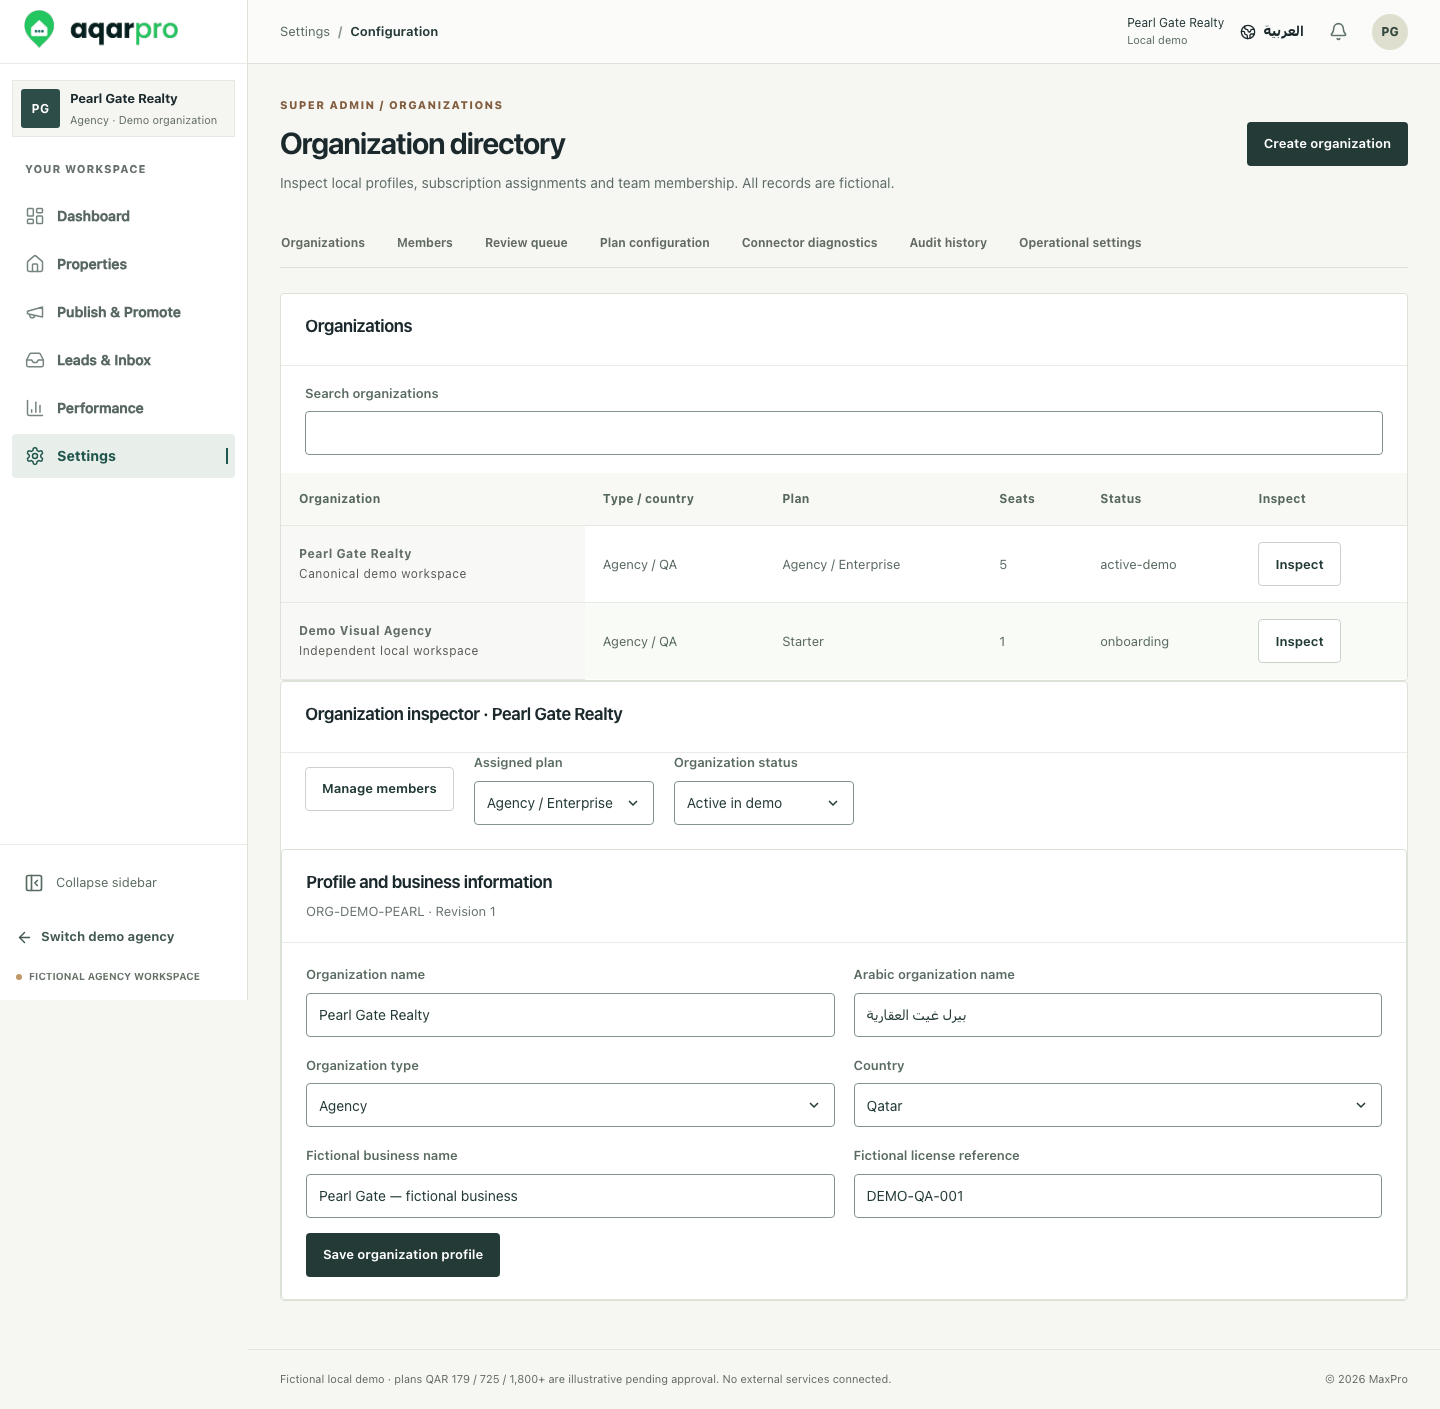 aqarpro
Settings / Configuration
Pearl Gate Realty
Local demo
العربية
PG
PG
Pearl Gate Realty
Agency · Demo organization
YOUR WORKSPACE
Dashboard
Properties
Publish & Promote
Leads & Inbox
Performance
Settings
Collapse sidebar
Switch demo agency
FICTIONAL AGENCY WORKSPACE
SUPER ADMIN / ORGANIZATIONS
Organization directory
Create organization
Inspect local profiles, subscription assignments and team membership. All records are fictional.
Organizations Members Review queue Plan configuration Connector diagnostics Audit history Operational settings
Organizations
Search organizations
Organization Type / country Plan Seats Status Inspect
Pearl Gate Realty
Canonical demo workspace
Agency / QA Agency / Enterprise 5 active-demo Inspect
Demo Visual Agency
Independent local workspace
Agency / QA Starter 1 onboarding Inspect
Organization inspector · Pearl Gate Realty
Manage members
Assigned plan
Agency / Enterprise
Organization status
Active in demo
Profile and business information
ORG-DEMO-PEARL · Revision 1
Organization name
Pearl Gate Realty
Arabic organization name
بيرل غيت العقارية
Organization type
Agency
Country
Qatar
Fictional business name
Pearl Gate — fictional business
Fictional license reference
DEMO-QA-001
Save organization profile
Fictional local demo · plans QAR 179 / 725 / 1,800+ are illustrative pending approval. No external services connected.
© 2026 MaxPro